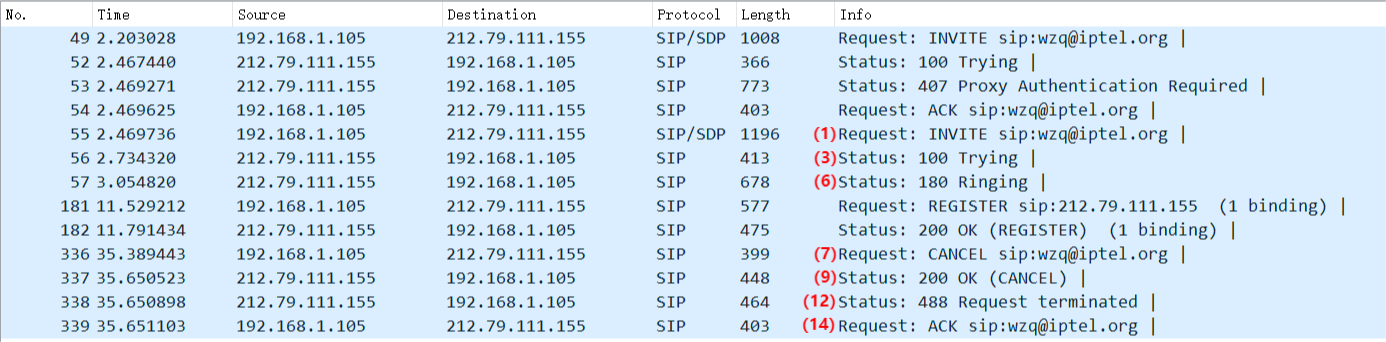 No. Time Source Destination Protocol Length Info
49 2.203028 192.168.1.105 212.79.111.155 SIP/SDP 1008 Request: INVITE sip:wzq@iptel.org |
52 2.467440 212.79.111.155 192.168.1.105 SIP 366 Status: 100 Trying |
53 2.469271 212.79.111.155 192.168.1.105 SIP 773 Status: 407 Proxy Authentication Required |
54 2.469625 192.168.1.105 212.79.111.155 SIP 403 Request: ACK sip:wzq@iptel.org |
55 2.469736 192.168.1.105 212.79.111.155 SIP/SDP 1196 (1) Request: INVITE sip:wzq@iptel.org |
56 2.734320 212.79.111.155 192.168.1.105 SIP 413 (3) Status: 100 Trying |
57 3.054820 212.79.111.155 192.168.1.105 SIP 678 (6) Status: 180 Ringing |
181 11.529212 192.168.1.105 212.79.111.155 SIP 577 Request: REGISTER sip:212.79.111.155 (1 binding) |
182 11.791434 212.79.111.155 192.168.1.105 SIP 475 Status: 200 OK (REGISTER) (1 binding) |
336 35.389443 192.168.1.105 212.79.111.155 SIP 399 (7) Request: CANCEL sip:wzq@iptel.org |
337 35.650523 212.79.111.155 192.168.1.105 SIP 448 (9) Status: 200 OK (CANCEL) |
338 35.650898 212.79.111.155 192.168.1.105 SIP 464 (12) Status: 488 Request terminated |
339 35.651103 192.168.1.105 212.79.111.155 SIP 403 (14) Request: ACK sip:wzq@iptel.org |